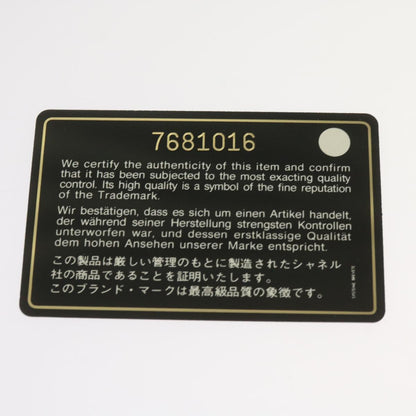 7681016
We certify the authenticity of this item and confirm
that it has been subjected to the most exacting quality
control. Its high quality is a symbol of the fine reputation
of the Trademark.
Wir bestätigen, dass es sich um einen Artikel handelt,
der während seiner Herstellung strengsten Kontrollen
unterworfen war, und dessen erstklassige Qualität
dem hohen Ansehen unserer Marke entspricht.
この製品は厳しい管理のもとに製造されたシャネル
社の商品であることを証明いたします。
このブランド・マークは最高級品質の象徴です。